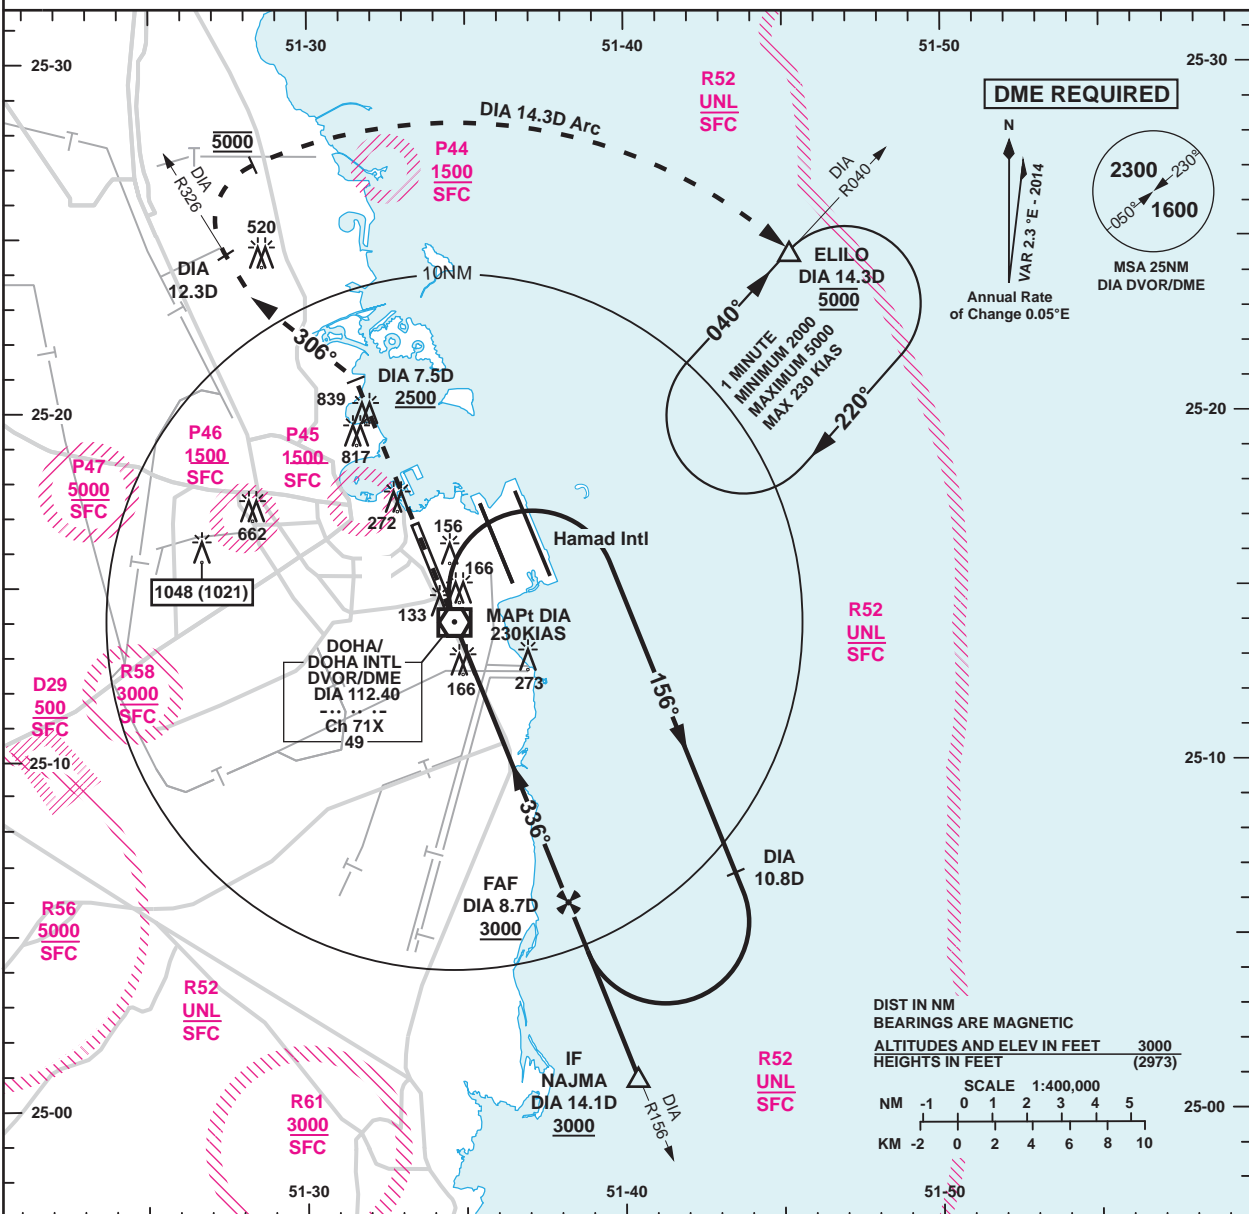 51-30
51-40
51-50
25-30
25-30
R52
UNL
SFC
DME REQUIRED
DIA 14.3D Arc
5000
P44
1500
SFC
N
VAR 2.3 °E - 2014
Annual Rate
of Change 0.05°E
2300
230°
050°
1600
MSA 25NM
DIA DVOR/DME
DIA
R326
DIA
R040
520
DIA
12.3D
10NM
ELILO
DIA 14.3D
5000
040°
1 MINUTE
MINIMUM 2000
MAXIMUM 5000
MAX 230 KIAS
220°
306°
DIA 7.5D
2500
839
817
25-20
25-20
P46
1500
SFC
P45
1500
SFC
P47
5000
SFC
662
272
156
166
Hamad Intl
1048 (1021)
133
MAPt DIA
230KIAS
R52
UNL
SFC
DOHA/
DOHA INTL
DVOR/DME
DIA 112.40
-·· ·· ·-
Ch 71X
49
166
273
R58
3000
SFC
D29
500
SFC
156°
25-10
25-10
336°
DIA
10.8D
FAF
DIA 8.7D
3000
R56
5000
SFC
R52
UNL
SFC
DIST IN NM
BEARINGS ARE MAGNETIC
ALTITUDES AND ELEV IN FEET 3000
HEIGHTS IN FEET (2973)
IF
NAJMA
DIA 14.1D
3000
R52
UNL
SFC
DIA
R156
SCALE 1:400,000
NM -1 0 1 2 3 4 5
KM -2 0 2 4 6 8 10
R61
3000
SFC
25-00
25-00
51-30
51-40
51-50